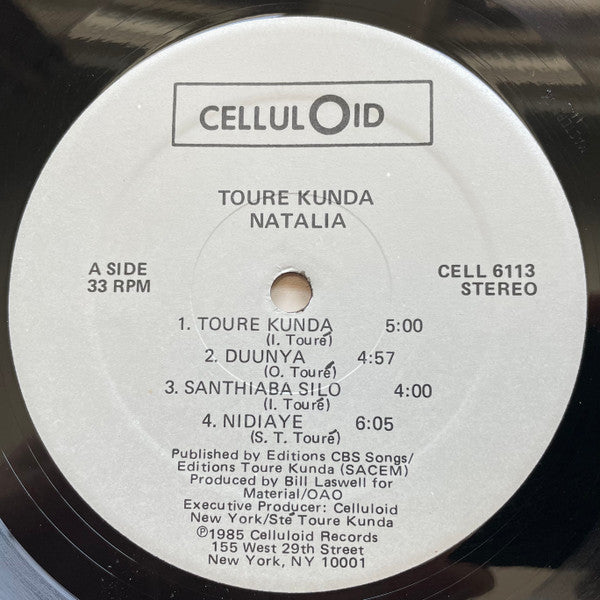 CELLULOID
TOURE KUNDA
NATALIA
A SIDE
33 RPM
CELL 6113
STEREO
1. TOURE KUNDA 5:00
(I. Touré)
2. DUUNYA 4:57
(O. Touré)
3. SANTHIABA SILO 4:00
(I. Touré)
4. NIDIAYE 6:05
(S. T. Touré)
Published by Editions CBS Songs/
Editions Toure Kunda (SACEM)
Produced by Bill Laswell for
Material/OAO
Executive Producer: Celluloid
New York/Sté Toure Kunda
℗1985 Celluloid Records
155 West 29th Street
New York, NY 10001